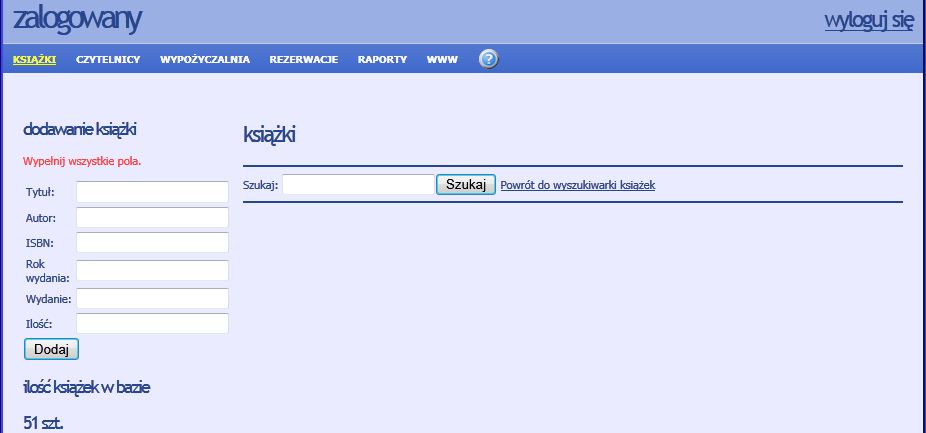 zalogowany
wyloguj się
KSIĄŻKI CZYTELNICY WYPOŻYCZALNIA REZERWACJE RAPORTY WWW ?
dodawanie książki
Wypełnij wszystkie pola.
Tytuł:
Autor:
ISBN:
Rok
wydania:
Wydanie:
Ilość:
Dodaj
ilość książek w bazie
51 szt.
książki
Szukaj: Szukaj Powrót do wyszukiwarki książek